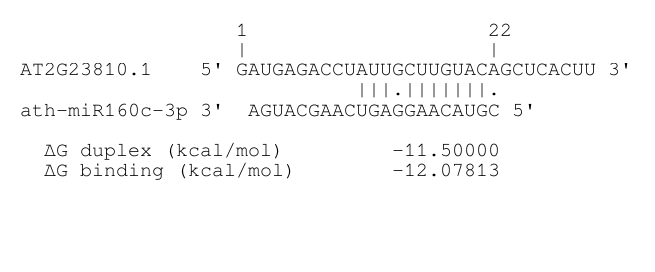 1 22
| |
AT2G23810.1 5' GAUGAGACCUAUUGCUUGUACAGCUCACUU 3'
|||.|||||||.
ath-miR160c-3p 3' AGUACGAACUGAGGAACAUGC 5'
ΔG duplex (kcal/mol) -11.50000
ΔG binding (kcal/mol) -12.07813